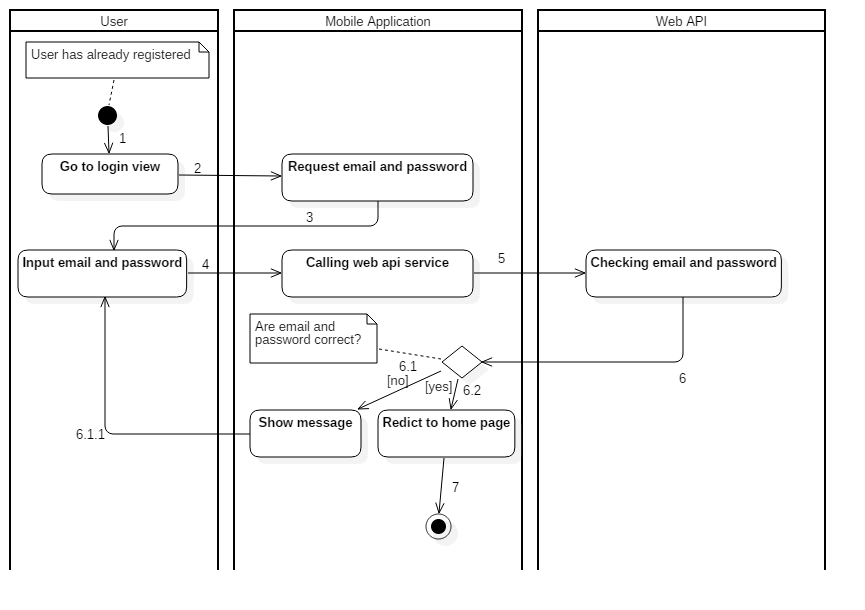 User
Mobile Application
Web API
User has already registered
1
Go to login view
2
Request email and password
3
Input email and password
4
Calling web api service
5
Checking email and password
Are email and
password correct?
6.1
[no]
[yes]
6.2
6
Show message
Redict to home page
6.1.1
7